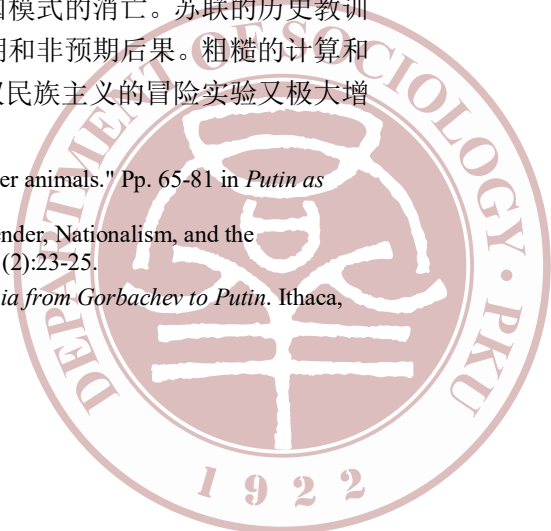 模式的消亡。苏联的历史教训
和非预期后果。粗糙的计算和
民族主义的冒险实验又极大增
er animals." Pp. 65-81 in Putin as
ender, Nationalism, and the
(2):23-25.
ia from Gorbachev to Putin. Ithaca,
DEPARTMENT OF SOCIOLOGY · PKU
1922